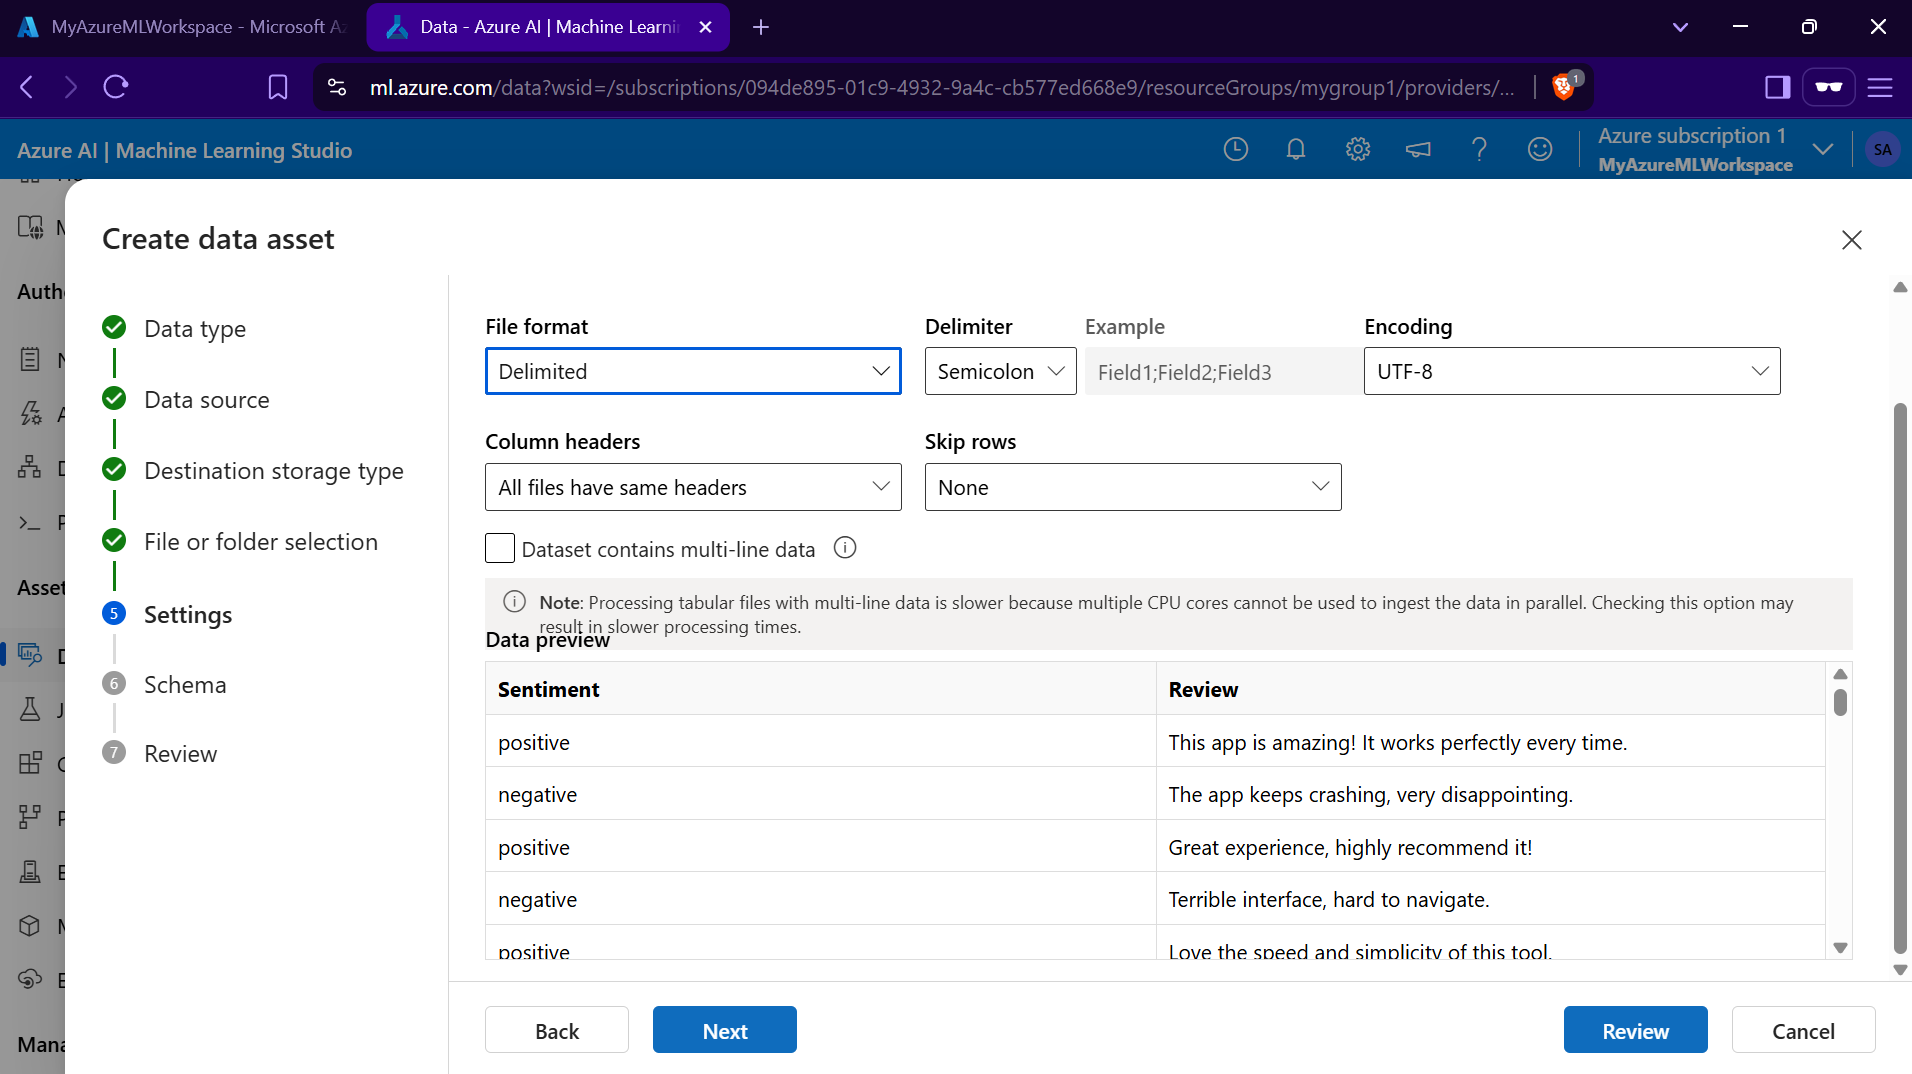 MyAzureMLWorkspace - Microsoft Az
Data - Azure AI | Machine Learnin
ml.azure.com/data?wsid=/subscriptions/094de895-01c9-4932-9a4c-cb577ed668e9/resourceGroups/mygroup1/providers/...
1
Azure AI | Machine Learning Studio
Azure subscription 1
MyAzureMLWorkspace
SA
Create data asset
Auth
Asset
Mana
Data type
Data source
Destination storage type
File or folder selection
5 Settings
6 Schema
7 Review
File format
Delimiter
Example
Encoding
Delimited
Semicolon
Field1;Field2;Field3
UTF-8
Column headers
Skip rows
All files have same headers
None
Dataset contains multi-line data
Note: Processing tabular files with multi-line data is slower because multiple CPU cores cannot be used to ingest the data in parallel. Checking this option may
result in slower processing times.
Data preview
Sentiment
Review
positive
This app is amazing! It works perfectly every time.
negative
The app keeps crashing, very disappointing.
positive
Great experience, highly recommend it!
negative
Terrible interface, hard to navigate.
positive
Love the speed and simplicity of this tool.
Back
Next
Review
Cancel